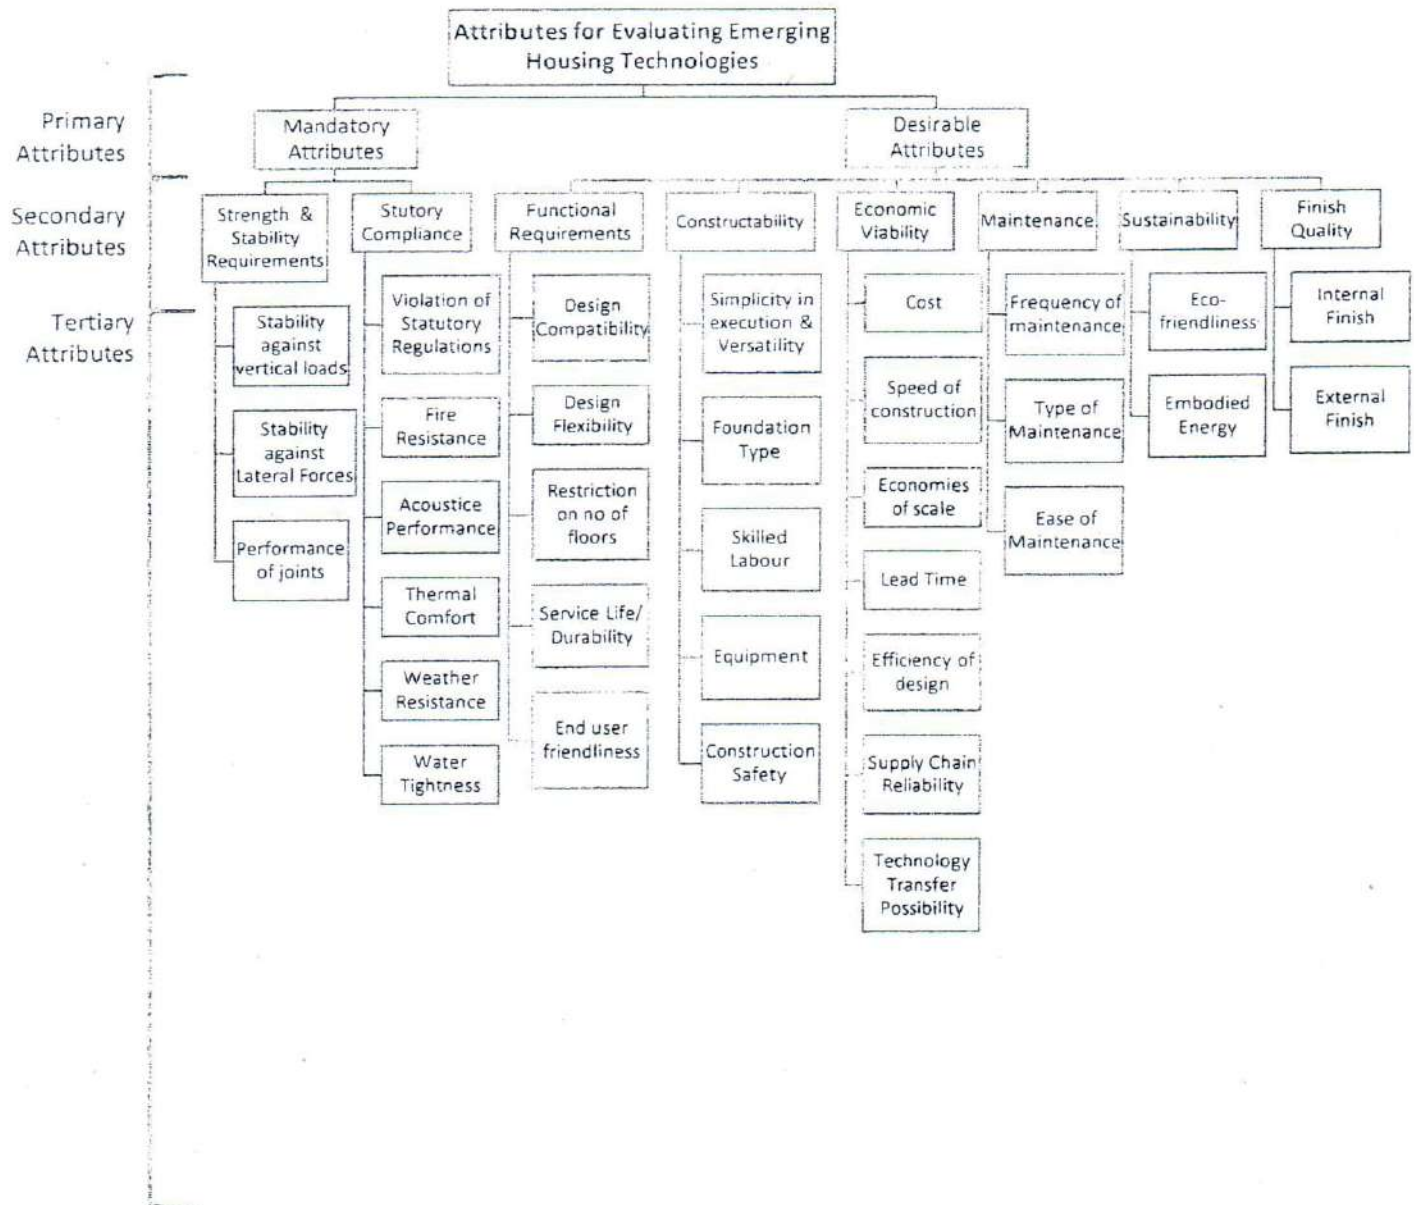 Attributes for Evaluating Emerging
Housing Technologies
Primary
Attributes
Mandatory
Attributes
Desirable
Attributes
Secondary
Attributes
Strength &
Stability
Requirements
Stutory
Compliance
Functional
Requirements
Constructability
Economic
Viability
Maintenance
Sustainability
Finish
Quality
Tertiary
Attributes
Stability
against
vertical loads
Stability
against
Lateral Forces
Performance
of joints
Violation of
Statutory
Regulations
Fire
Resistance
Acoustice
Performance
Thermal
Comfort
Weather
Resistance
Water
Tightness
Design
Compatibility
Design
Flexibility
Restriction
on no of
floors
Service Life/
Durability
End user
friendliness
Simplicity in
execution &
Versatility
Foundation
Type
Skilled
Labour
Equipment
Construction
Safety
Cost
Speed of
construction
Economies
of scale
Lead Time
Efficiency of
design
Supply Chain
Reliability
Technology
Transfer
Possibility
Frequency of
maintenance
Type of
Maintenance
Ease of
Maintenance
Eco-
friendliness
Embodied
Energy
Internal
Finish
External
Finish